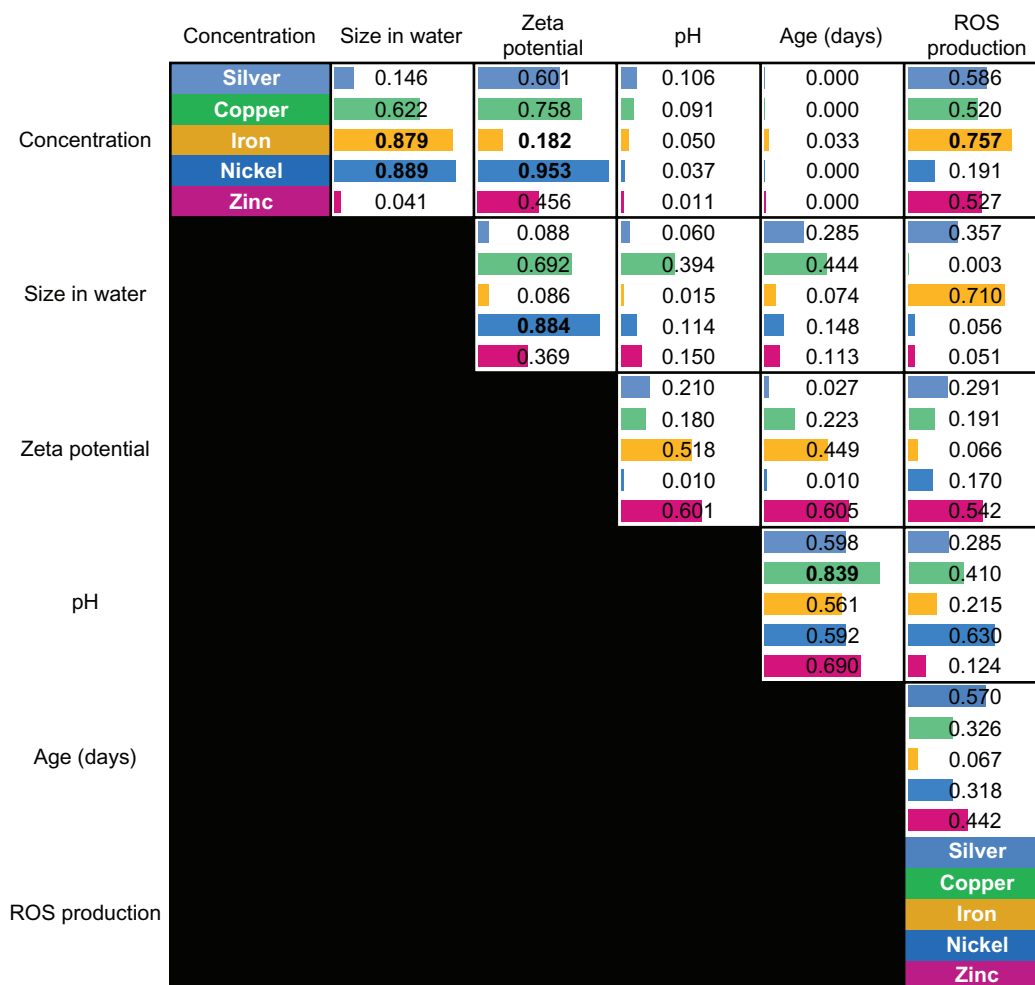 Concentration Size in water Zeta potential pH Age (days) ROS production
Concentration
Silver 0.146 0.601 0.106 0.000 0.586
Copper 0.622 0.758 0.091 0.000 0.520
Iron 0.879 0.182 0.050 0.033 0.757
Nickel 0.889 0.953 0.037 0.000 0.191
Zinc 0.041 0.456 0.011 0.000 0.527
Size in water
0.088 0.060 0.285 0.357
0.692 0.394 0.444 0.003
0.086 0.015 0.074 0.710
0.884 0.114 0.148 0.056
0.369 0.150 0.113 0.051
Zeta potential
0.210 0.027 0.291
0.180 0.223 0.191
0.518 0.449 0.066
0.010 0.010 0.170
0.601 0.605 0.542
pH
0.598 0.285
0.839 0.410
0.561 0.215
0.592 0.630
0.690 0.124
Age (days)
0.570
0.326
0.067
0.318
0.442
ROS production
Silver
Copper
Iron
Nickel
Zinc